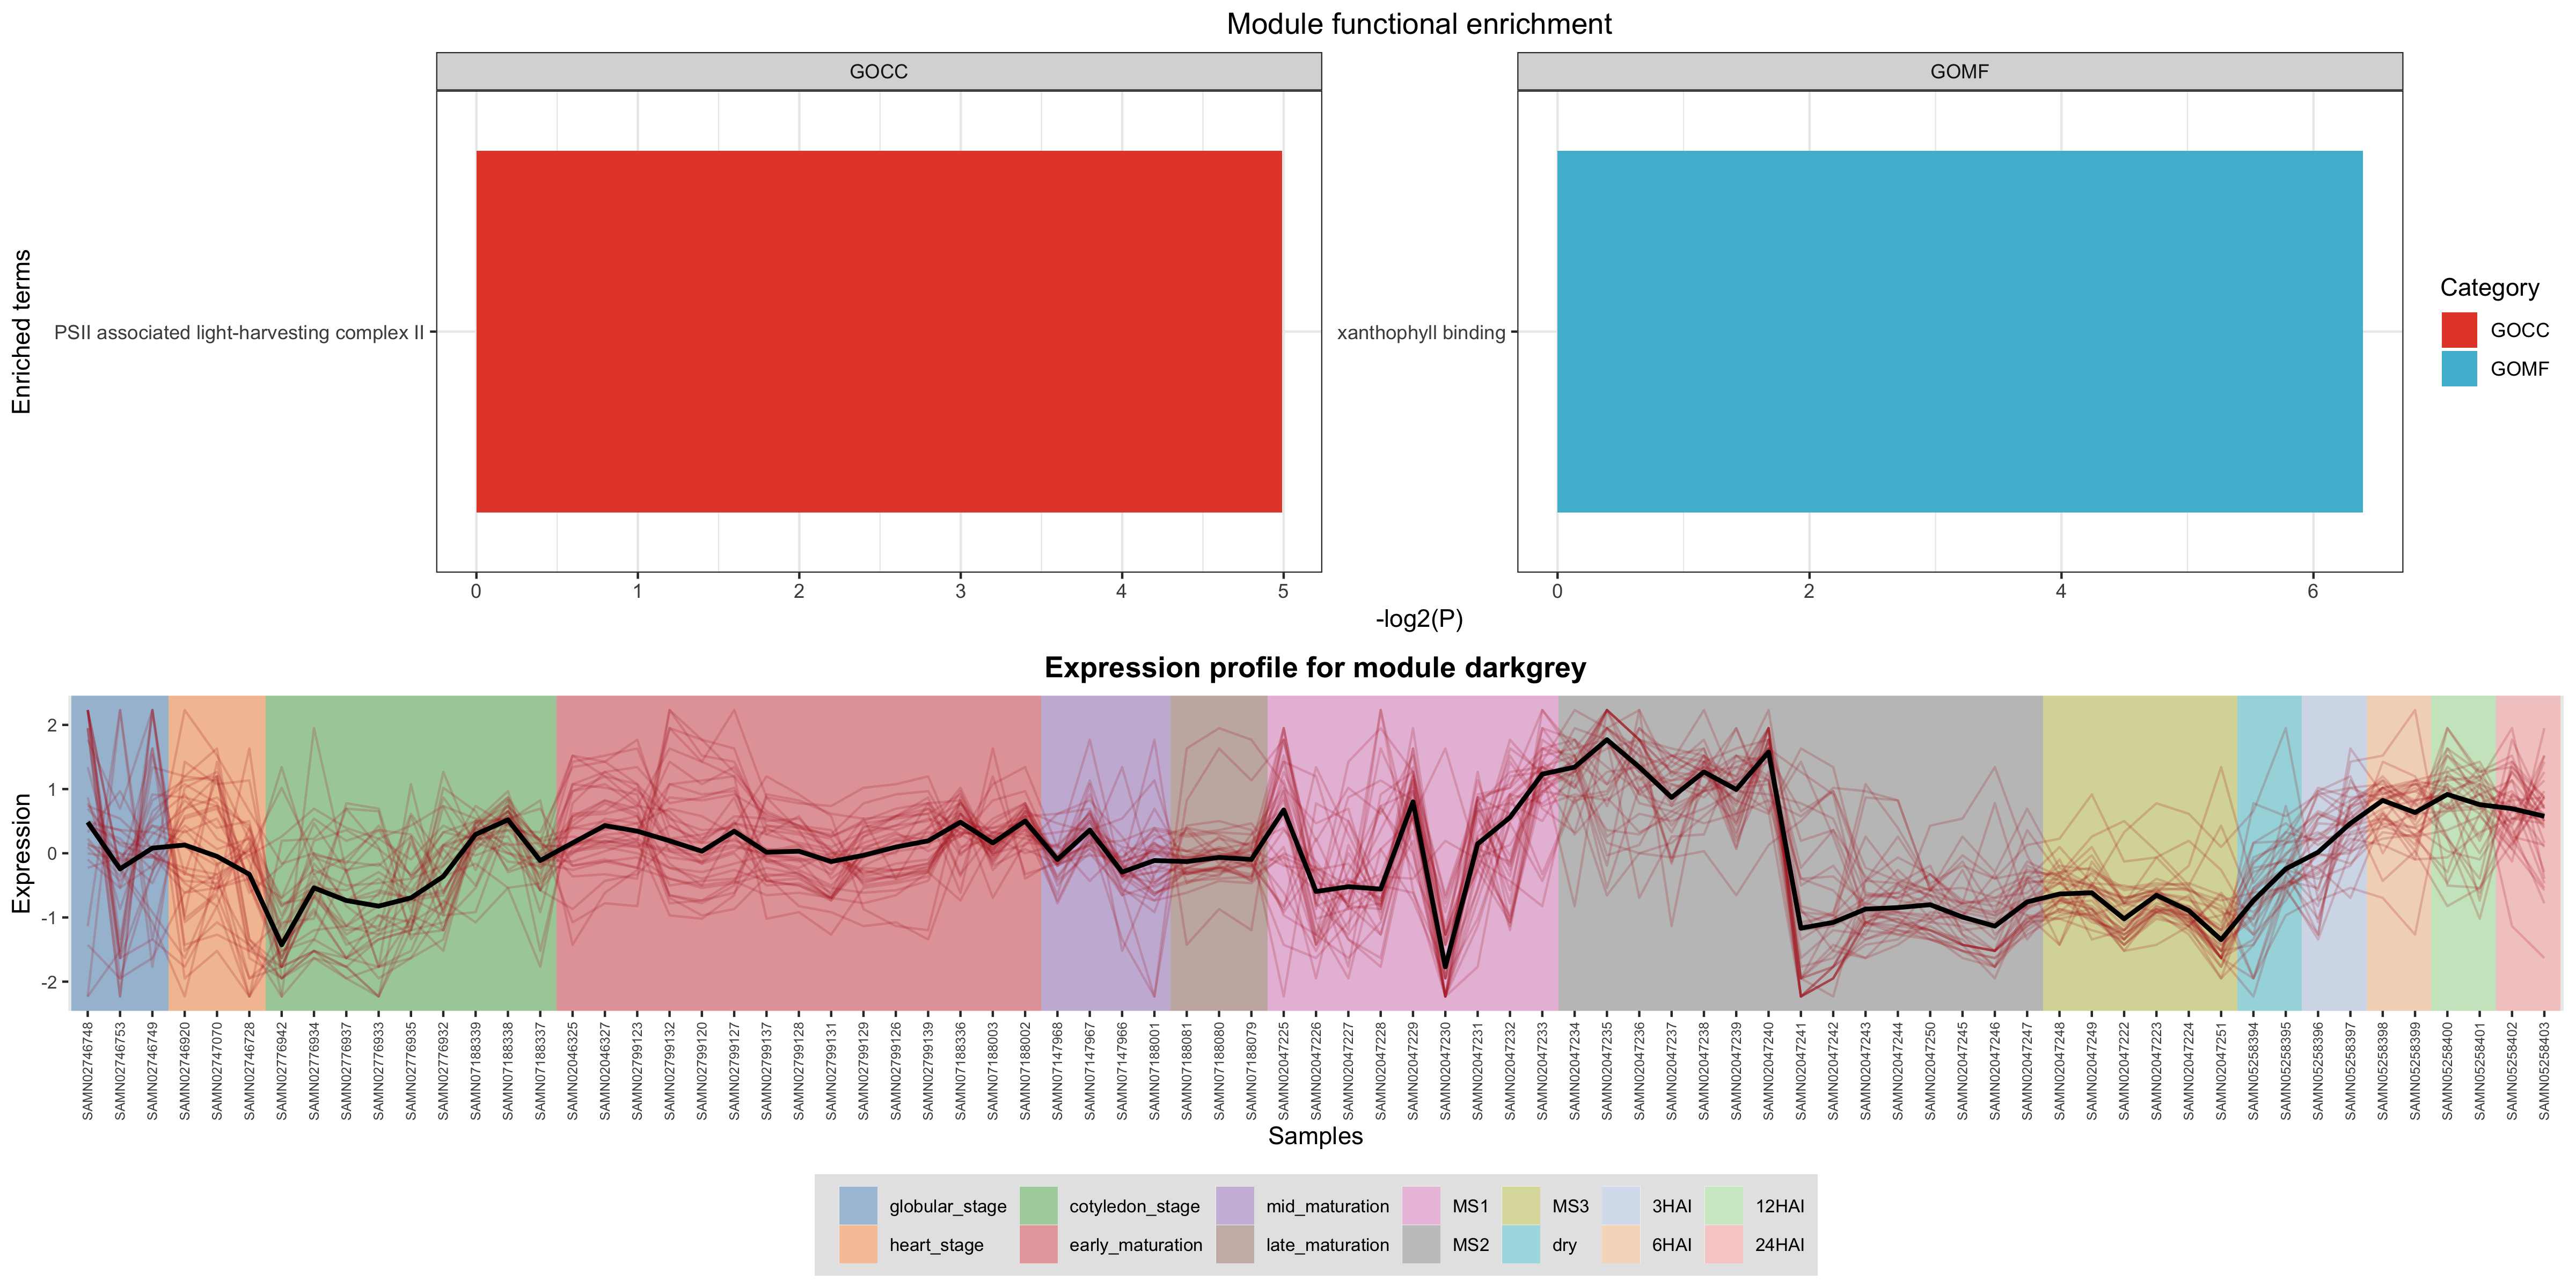 Module functional enrichment
GOCC
GOMF
Enriched terms
PSII associated light-harvesting complex II
xanthophyll binding
Category
GOCC
GOMF
0 1 2 3 4 5
0 2 4 6
-log2(P)
Expression profile for module darkgrey
Expression
2
1
0
-1
-2
SAMN02746748
SAMN02746753
SAMN02746749
SAMN02746920
SAMN02747070
SAMN02746728
SAMN02776942
SAMN02776934
SAMN02776937
SAMN02776933
SAMN02776935
SAMN02776932
SAMN07188339
SAMN07188338
SAMN07188337
SAMN02046325
SAMN02046327
SAMN02799123
SAMN02799132
SAMN02799120
SAMN02799127
SAMN02799137
SAMN02799128
SAMN02799131
SAMN02799129
SAMN02799126
SAMN02799139
SAMN07188336
SAMN07188003
SAMN07188002
SAMN07147968
SAMN07147967
SAMN07147966
SAMN07188001
SAMN07188081
SAMN07188080
SAMN07188079
SAMN02047225
SAMN02047226
SAMN02047227
SAMN02047228
SAMN02047229
SAMN02047230
SAMN02047231
SAMN02047232
SAMN02047233
SAMN02047234
SAMN02047235
SAMN02047236
SAMN02047237
SAMN02047238
SAMN02047239
SAMN02047240
SAMN02047241
SAMN02047242
SAMN02047243
SAMN02047244
SAMN02047250
SAMN02047245
SAMN02047246
SAMN02047247
SAMN02047248
SAMN02047249
SAMN02047222
SAMN02047223
SAMN02047224
SAMN02047251
SAMN05258394
SAMN05258395
SAMN05258396
SAMN05258397
SAMN05258398
SAMN05258399
SAMN05258400
SAMN05258401
SAMN05258402
SAMN05258403
Samples
globular_stage cotyledon_stage mid_maturation MS1 MS3 3HAI 12HAI
heart_stage early_maturation late_maturation MS2 dry 6HAI 24HAI